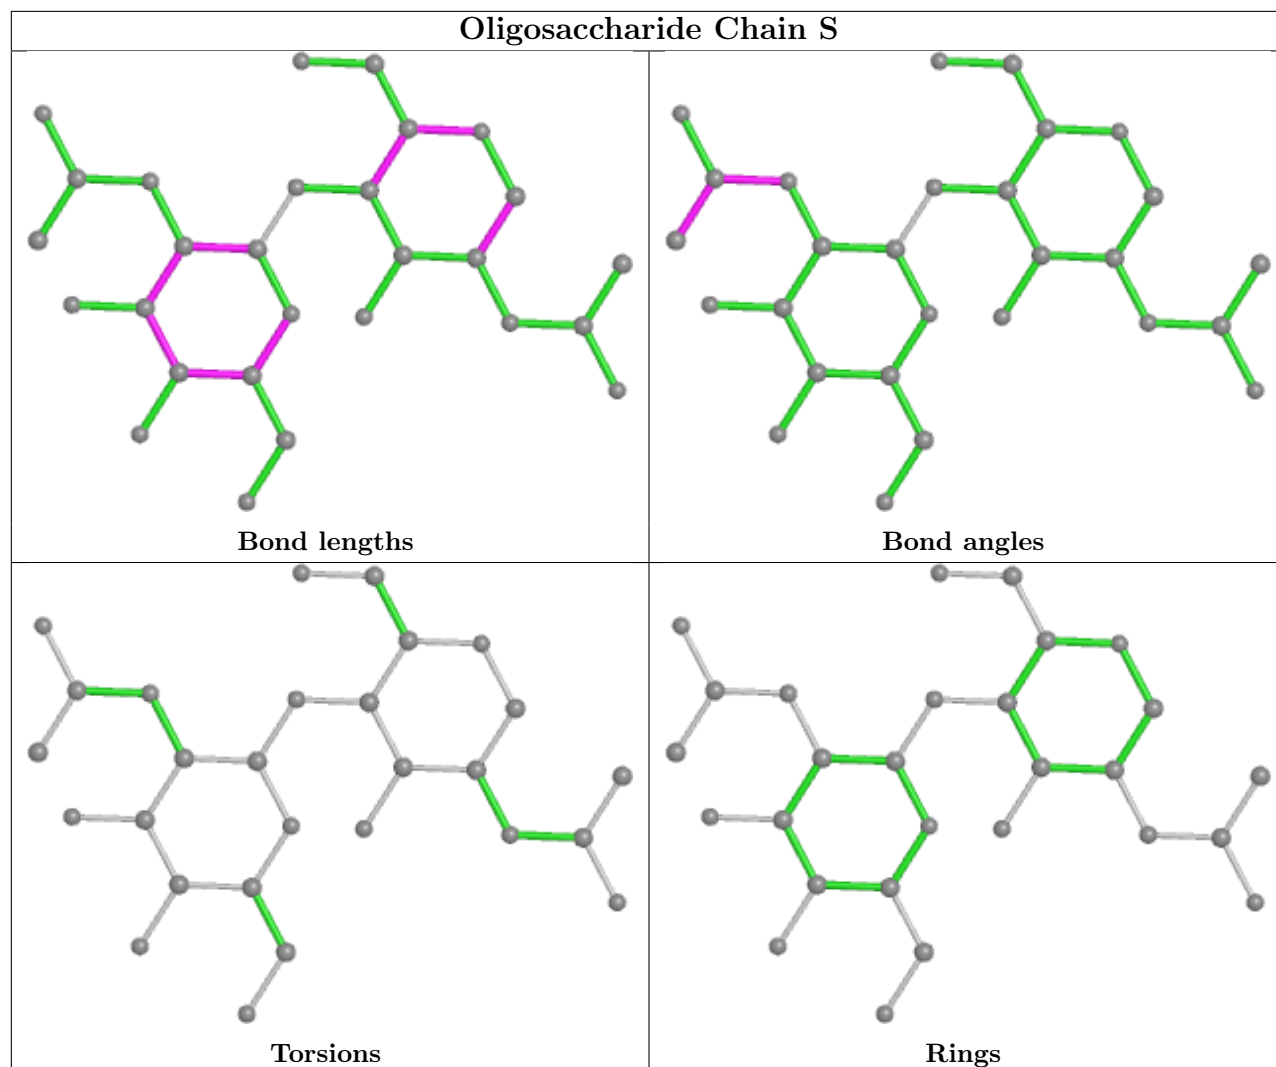 Oligosaccharide Chain S
Bond lengths
Bond angles
Torsions
Rings